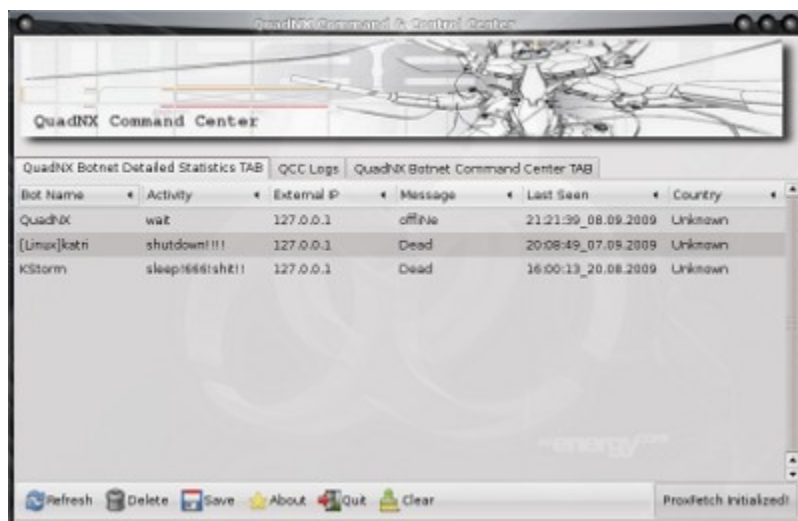 QuadNX Command & Control Center
QuadNX Command Center
QuadNX Botnet Detailed Statistics TAB QCC Logs QuadNX Botnet Command Center TAB
Bot Name Activity External IP Message Last Seen Country
QuadNX wait 127.0.0.1 offliNe 21:21:39_08.09.2009 Unknown
[Linux]katri shutdown!!!! 127.0.0.1 Dead 20:08:49_07.09.2009 Unknown
KStorm sleep!666!shit!! 127.0.0.1 Dead 16:00:13_20.08.2009 Unknown
energy
Refresh Delete Save About Quit Clear ProxFetch Initialized!